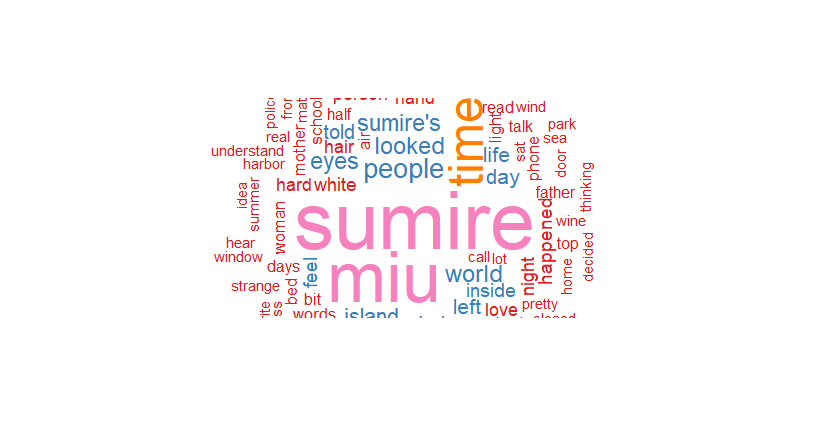 read wind
half
sumire's
time
light
talk
park
real
school
told
air
looked
sea
understand
mother
hair
eyes
people
life
sat
phone
door
harbor
day
thinking
hard white
father
idea
summer
sumire
woman
happened
wine
hear
top
window
days
feel
miu
world
call lot
night
home
decided
strange
bed
bit
inside
left
love
pretty
words
island
hand